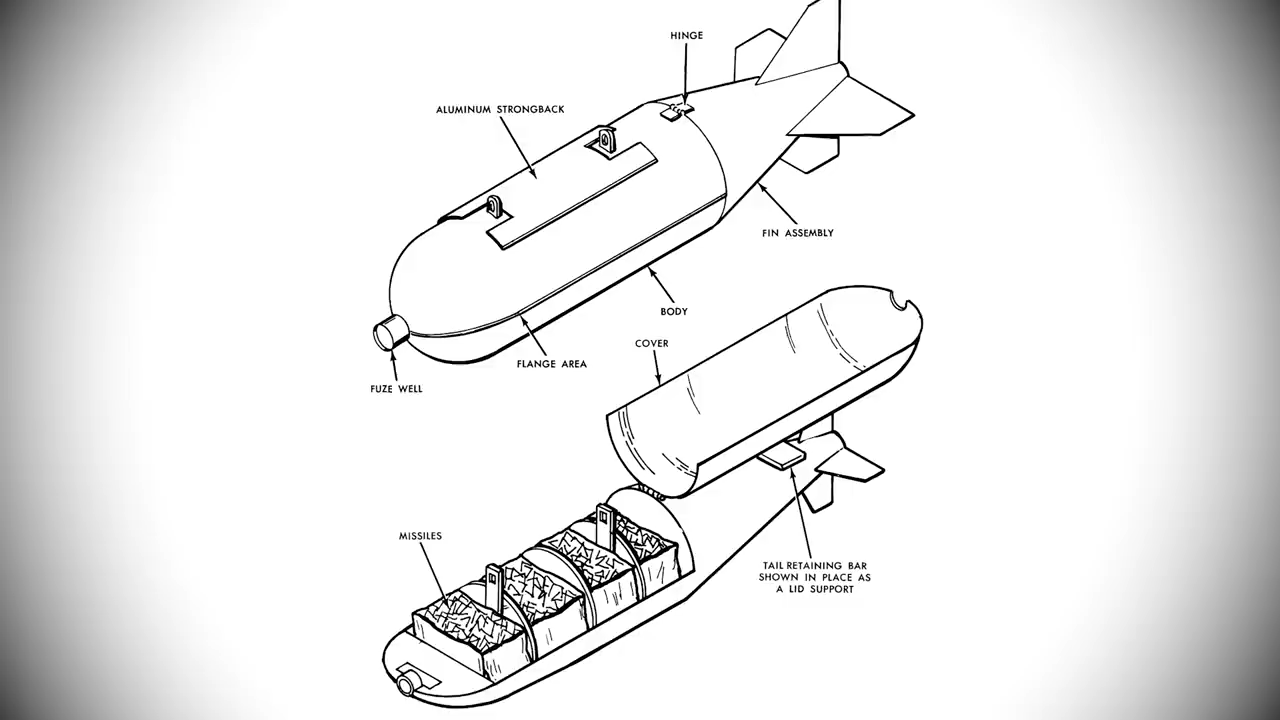 HINGE
ALUMINUM STRONGBACK
FIN ASSEMBLY
BODY
COVER
FLANGE AREA
FUZE WELL
MISSILES
TAIL RETAINING BAR
SHOWN IN PLACE AS
A LID SUPPORT